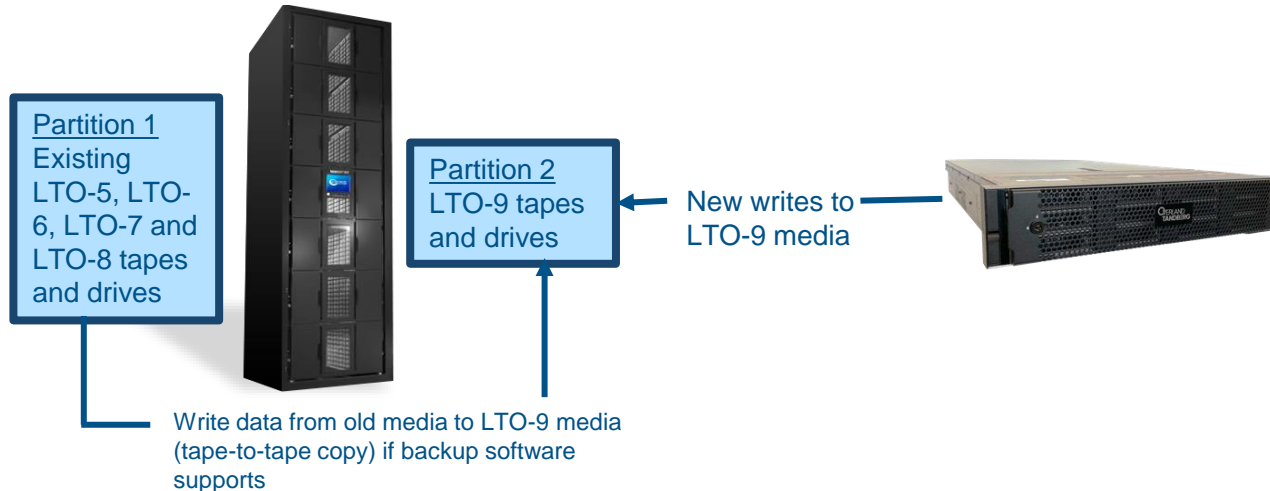 Partition 1
Existing
LTO-5, LTO-
6, LTO-7 and
LTO-8 tapes
and drives
Partition 2
LTO-9 tapes
and drives
New writes to
LTO-9 media
OVERLAND
TANDBERG
Write data from old media to LTO-9 media
(tape-to-tape copy) if backup software
supports